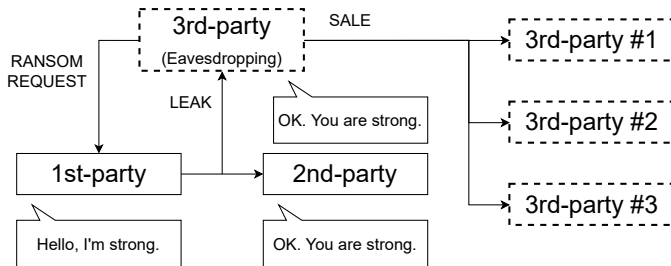 3rd-party
(Eavesdropping)
SALE
3rd-party #1
RANSOM
REQUEST
LEAK
OK. You are strong.
3rd-party #2
1st-party
2nd-party
3rd-party #3
Hello, I'm strong.
OK. You are strong.